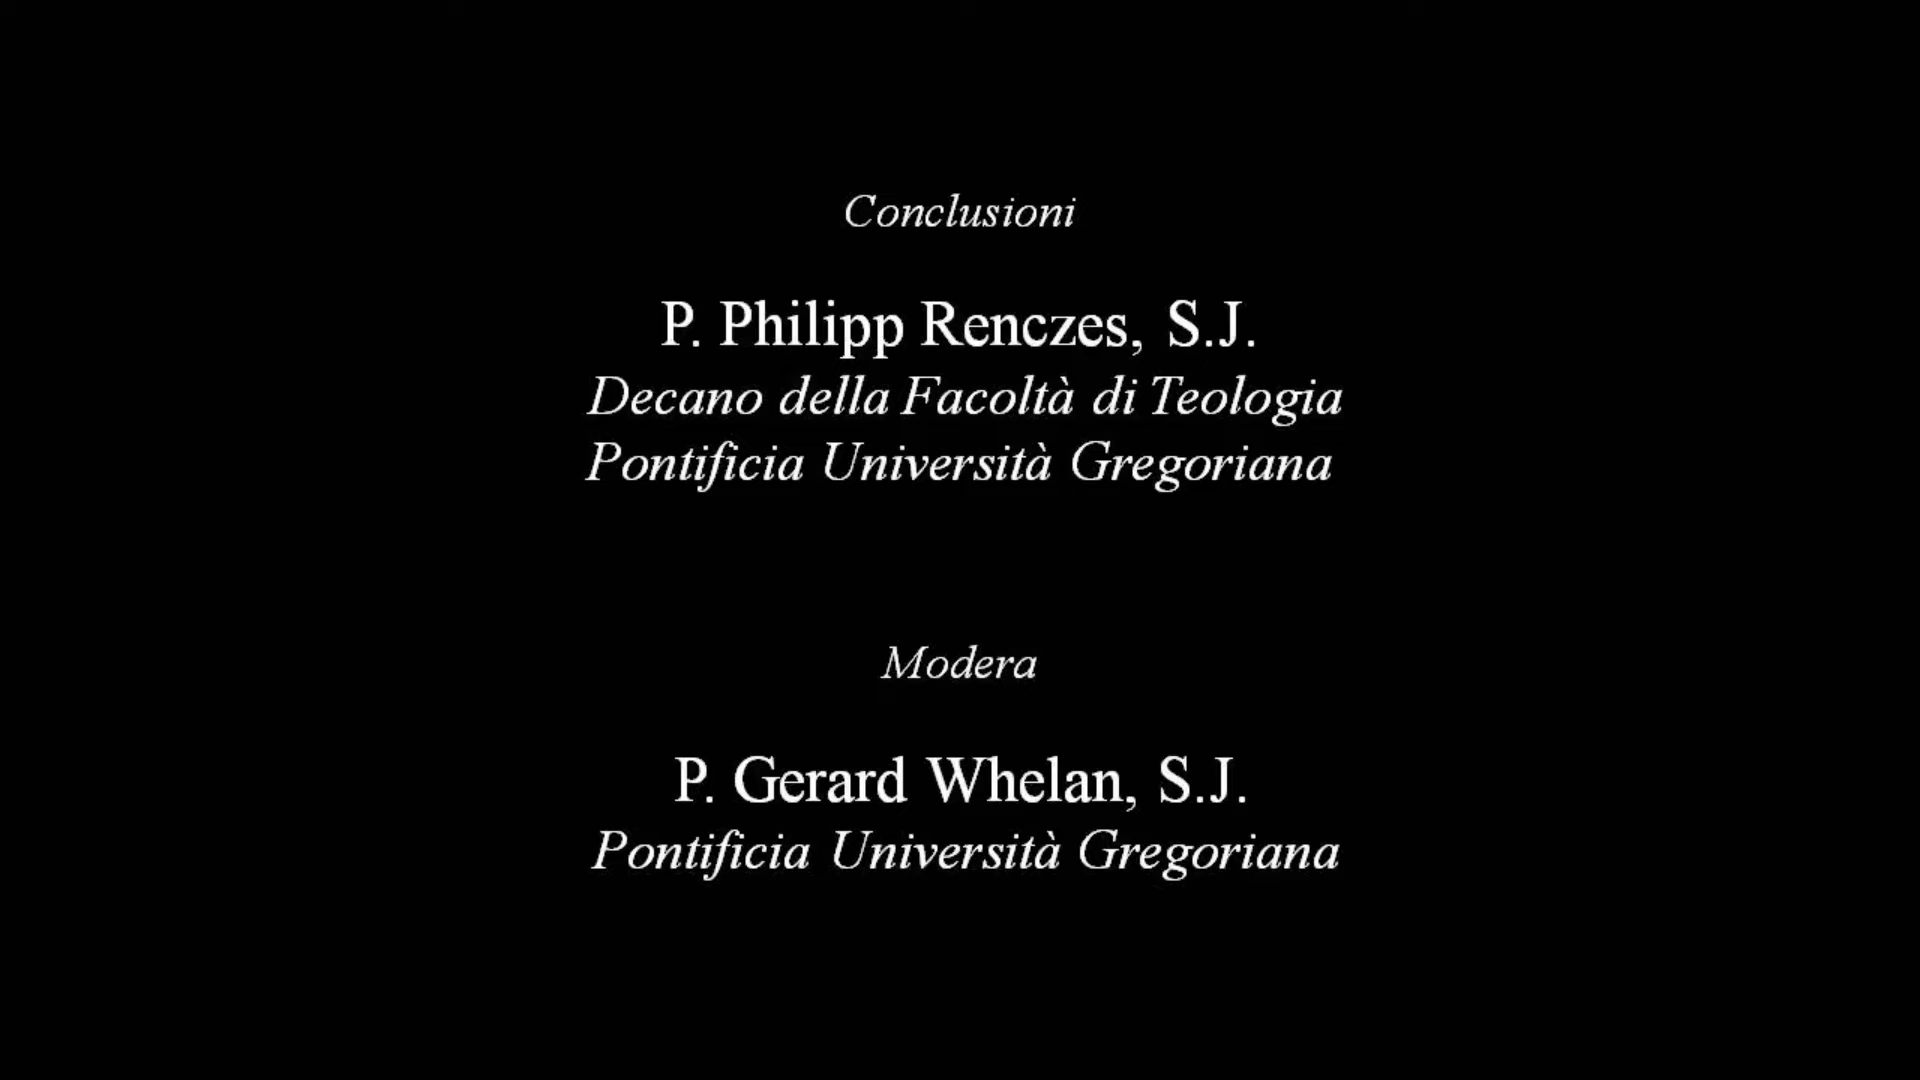 Conclusioni
P. Philipp Renczes, S.J.
Decano della Facoltà di Teologia
Pontificia Università Gregoriana
Modera
P. Gerard Whelan, S.J.
Pontificia Università Gregoriana